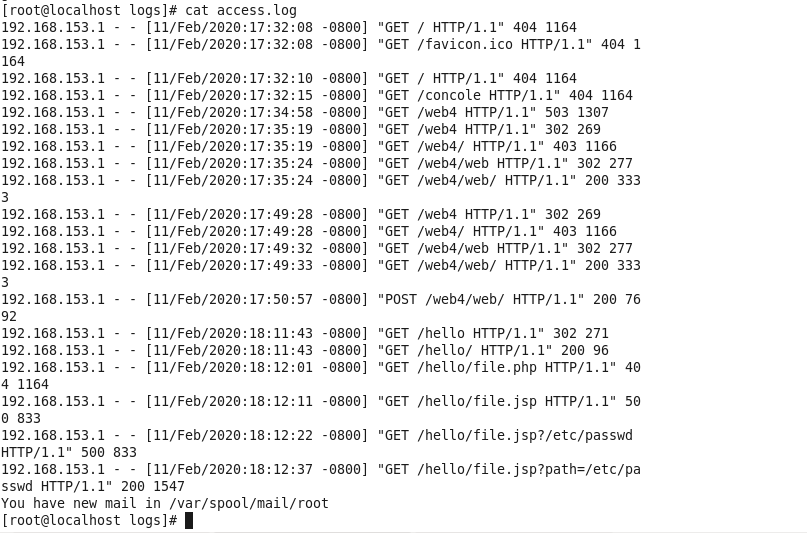 [root@localhost logs]# cat access.log
192.168.153.1 - - [11/Feb/2020:17:32:08 -0800] "GET / HTTP/1.1" 404 1164
192.168.153.1 - - [11/Feb/2020:17:32:08 -0800] "GET /favicon.ico HTTP/1.1" 404 1
164
192.168.153.1 - - [11/Feb/2020:17:32:10 -0800] "GET / HTTP/1.1" 404 1164
192.168.153.1 - - [11/Feb/2020:17:32:15 -0800] "GET /concole HTTP/1.1" 404 1164
192.168.153.1 - - [11/Feb/2020:17:34:58 -0800] "GET /web4 HTTP/1.1" 503 1307
192.168.153.1 - - [11/Feb/2020:17:35:19 -0800] "GET /web4 HTTP/1.1" 302 269
192.168.153.1 - - [11/Feb/2020:17:35:19 -0800] "GET /web4/ HTTP/1.1" 403 1166
192.168.153.1 - - [11/Feb/2020:17:35:24 -0800] "GET /web4/web HTTP/1.1" 302 277
192.168.153.1 - - [11/Feb/2020:17:35:24 -0800] "GET /web4/web/ HTTP/1.1" 200 333
3
192.168.153.1 - - [11/Feb/2020:17:49:28 -0800] "GET /web4 HTTP/1.1" 302 269
192.168.153.1 - - [11/Feb/2020:17:49:28 -0800] "GET /web4/ HTTP/1.1" 403 1166
192.168.153.1 - - [11/Feb/2020:17:49:32 -0800] "GET /web4/web HTTP/1.1" 302 277
192.168.153.1 - - [11/Feb/2020:17:49:33 -0800] "GET /web4/web/ HTTP/1.1" 200 333
3
192.168.153.1 - - [11/Feb/2020:17:50:57 -0800] "POST /web4/web/ HTTP/1.1" 200 76
92
192.168.153.1 - - [11/Feb/2020:18:11:43 -0800] "GET /hello HTTP/1.1" 302 271
192.168.153.1 - - [11/Feb/2020:18:11:43 -0800] "GET /hello/ HTTP/1.1" 200 96
192.168.153.1 - - [11/Feb/2020:18:12:01 -0800] "GET /hello/file.php HTTP/1.1" 40
4 1164
192.168.153.1 - - [11/Feb/2020:18:12:11 -0800] "GET /hello/file.jsp HTTP/1.1" 50
0 833
192.168.153.1 - - [11/Feb/2020:18:12:22 -0800] "GET /hello/file.jsp?/etc/passwd
HTTP/1.1" 500 833
192.168.153.1 - - [11/Feb/2020:18:12:37 -0800] "GET /hello/file.jsp?path=/etc/pa
sswd HTTP/1.1" 200 1547
You have new mail in /var/spool/mail/root
[root@localhost logs]#